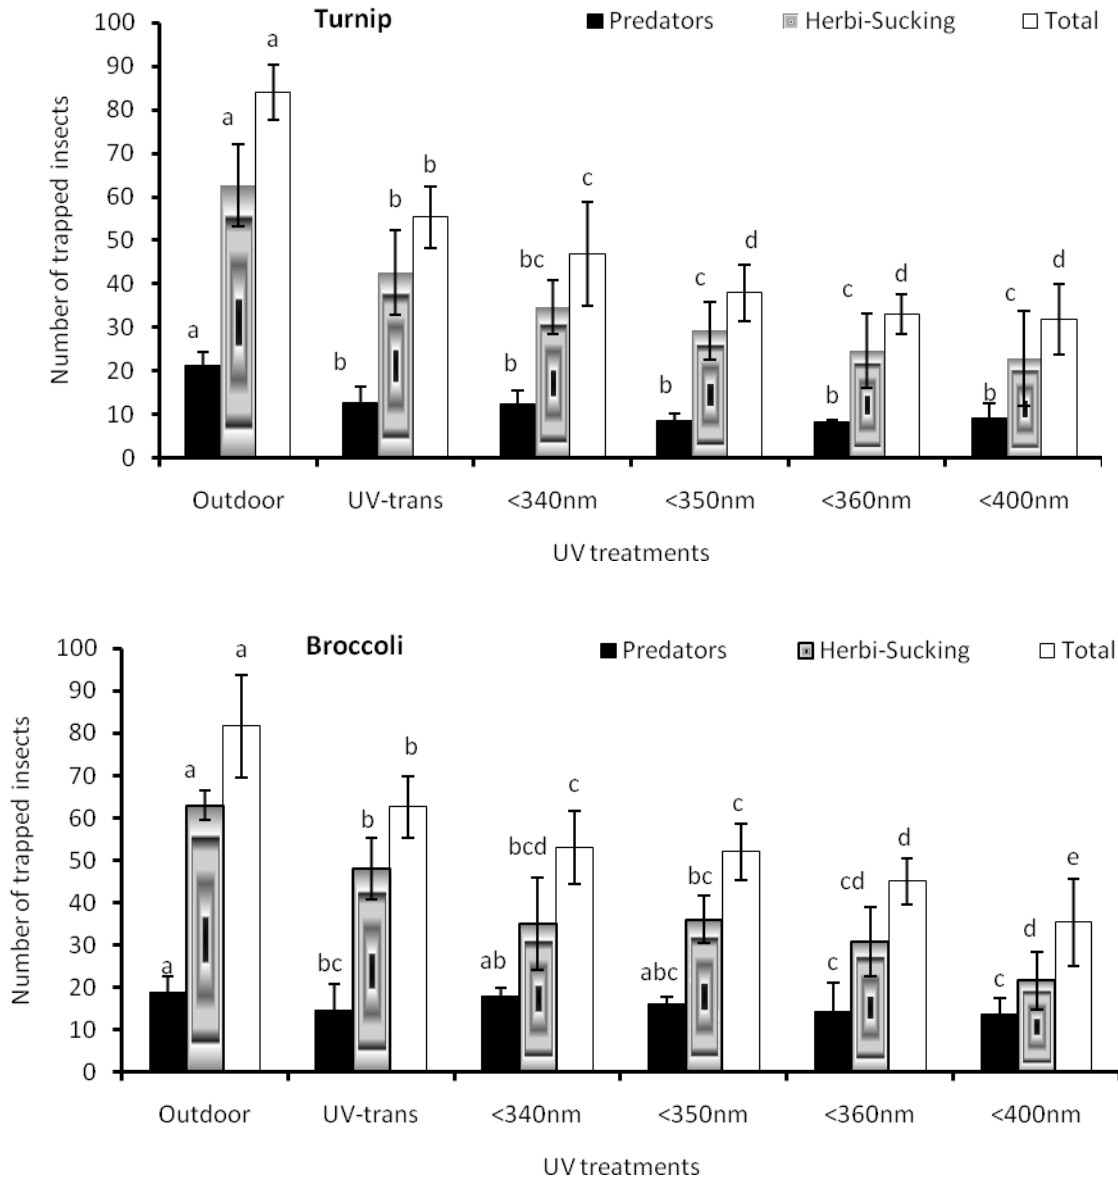 Turnip
Predators Herbi-Sucking Total
Number of trapped insects
100
90
80
70
60
50
40
30
20
10
0
a a a
b b b
b bc c
b c d
b c d
b c d
Outdoor UV-trans <340nm <350nm <360nm <400nm
UV treatments
Broccoli
Predators Herbi-Sucking Total
Number of trapped insects
100
90
80
70
60
50
40
30
20
10
0
a a a
bc b b
ab bcd c
abc bc c
c cd d
c d e
Outdoor UV-trans <340nm <350nm <360nm <400nm
UV treatments